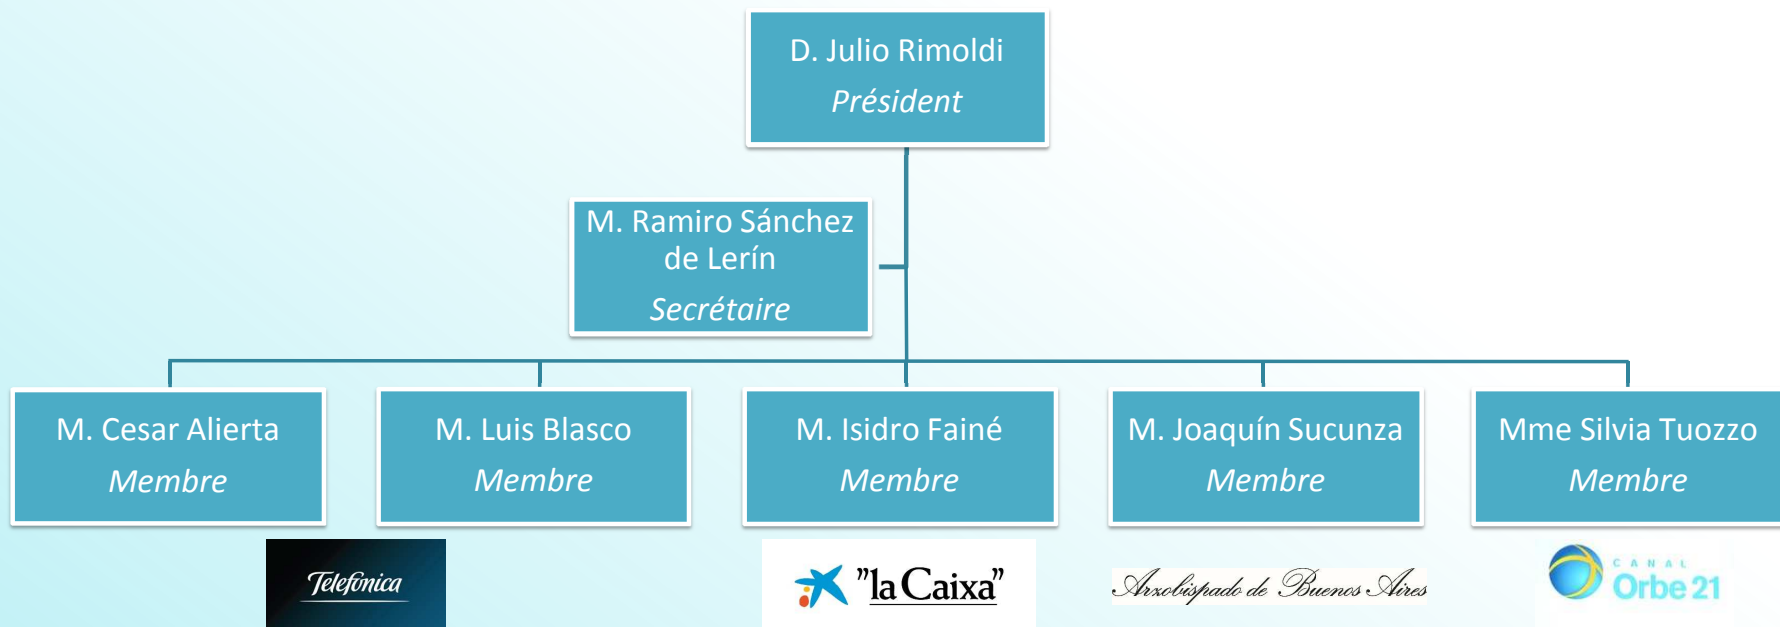 D. Julio Rimoldi
Président
M. Ramiro Sánchez
de Lerín
Secrétaire
M. Cesar Alierta
Membre
M. Luis Blasco
Membre
M. Isidro Fainé
Membre
M. Joaquín Sucunza
Membre
Mme Silvia Tuozzo
Membre
Telefónica
"la Caixa"
Arzobispado de Buenos Aires
CANAL
Orbe 21